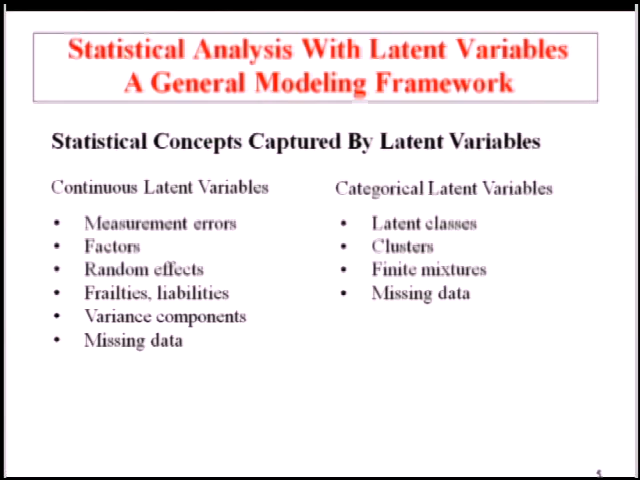 Statistical Analysis With Latent Variables
A General Modeling Framework
Statistical Concepts Captured By Latent Variables
Continuous Latent Variables
• Measurement errors
• Factors
• Random effects
• Frailties, liabilities
• Variance components
• Missing data
Categorical Latent Variables
• Latent classes
• Clusters
• Finite mixtures
• Missing data